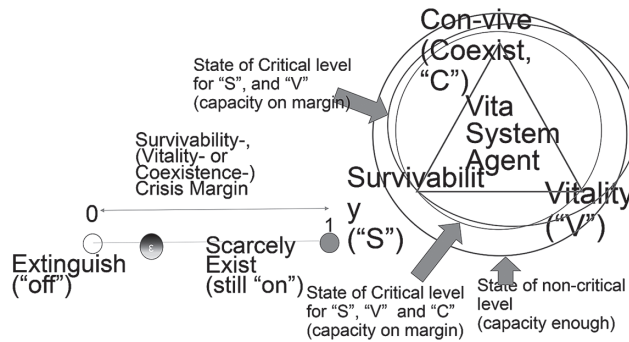 Con-vive
(Coexist,
“C”)
State of Critical level
for “S”, and “V”
(capacity on margin)
Vita
System
Agent
Survivability-,
(Vitality- or
Coexistence-)
Crisis Margin
Survivabilit
y
(“S”)
Vitality
(“V”)
0
1
ε
Extinguish
(“off”)
Scarcely
Exist
(still “on”)
State of Critical level
for “S”, “V” and “C”
(capacity on margin)
State of non-critical
level
(capacity enough)